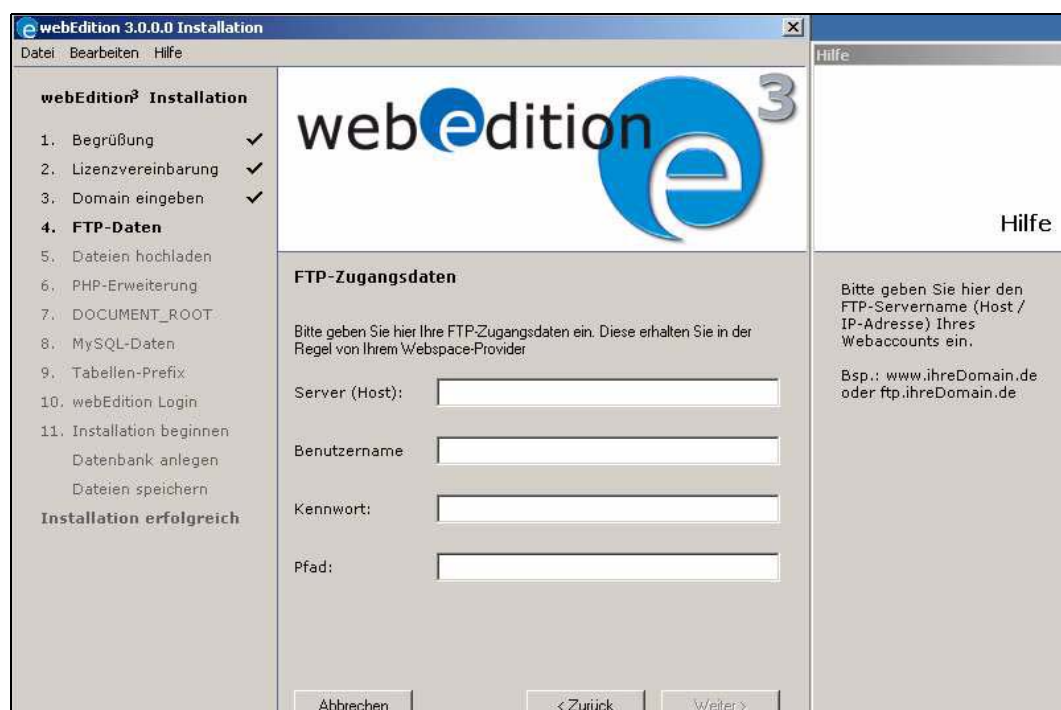 webEdition 3.0.0.0 Installation
Datei Bearbeiten Hilfe
webEdition³ Installation
1. Begrüßung
2. Lizenzvereinbarung
3. Domain eingeben
4. FTP-Daten
5. Dateien hochladen
6. PHP-Erweiterung
7. DOCUMENT_ROOT
8. MySQL-Daten
9. Tabellen-Prefix
10. webEdition Login
11. Installation beginnen
Datenbank anlegen
Dateien speichern
Installation erfolgreich
webedition e 3
FTP-Zugangsdaten
Bitte geben Sie hier Ihre FTP-Zugangsdaten ein. Diese erhalten Sie in der
Regel von Ihrem Webspace-Provider
Server (Host):
Benutzername
Kennwort:
Pfad:
Abbrechen
< Zurück
Weiter >
Hilfe
Hilfe
Bitte geben Sie hier den
FTP-Servername (Host /
IP-Adresse) Ihres
Webaccounts ein.
Bsp.: www.ihreDomain.de
oder ftp.ihreDomain.de